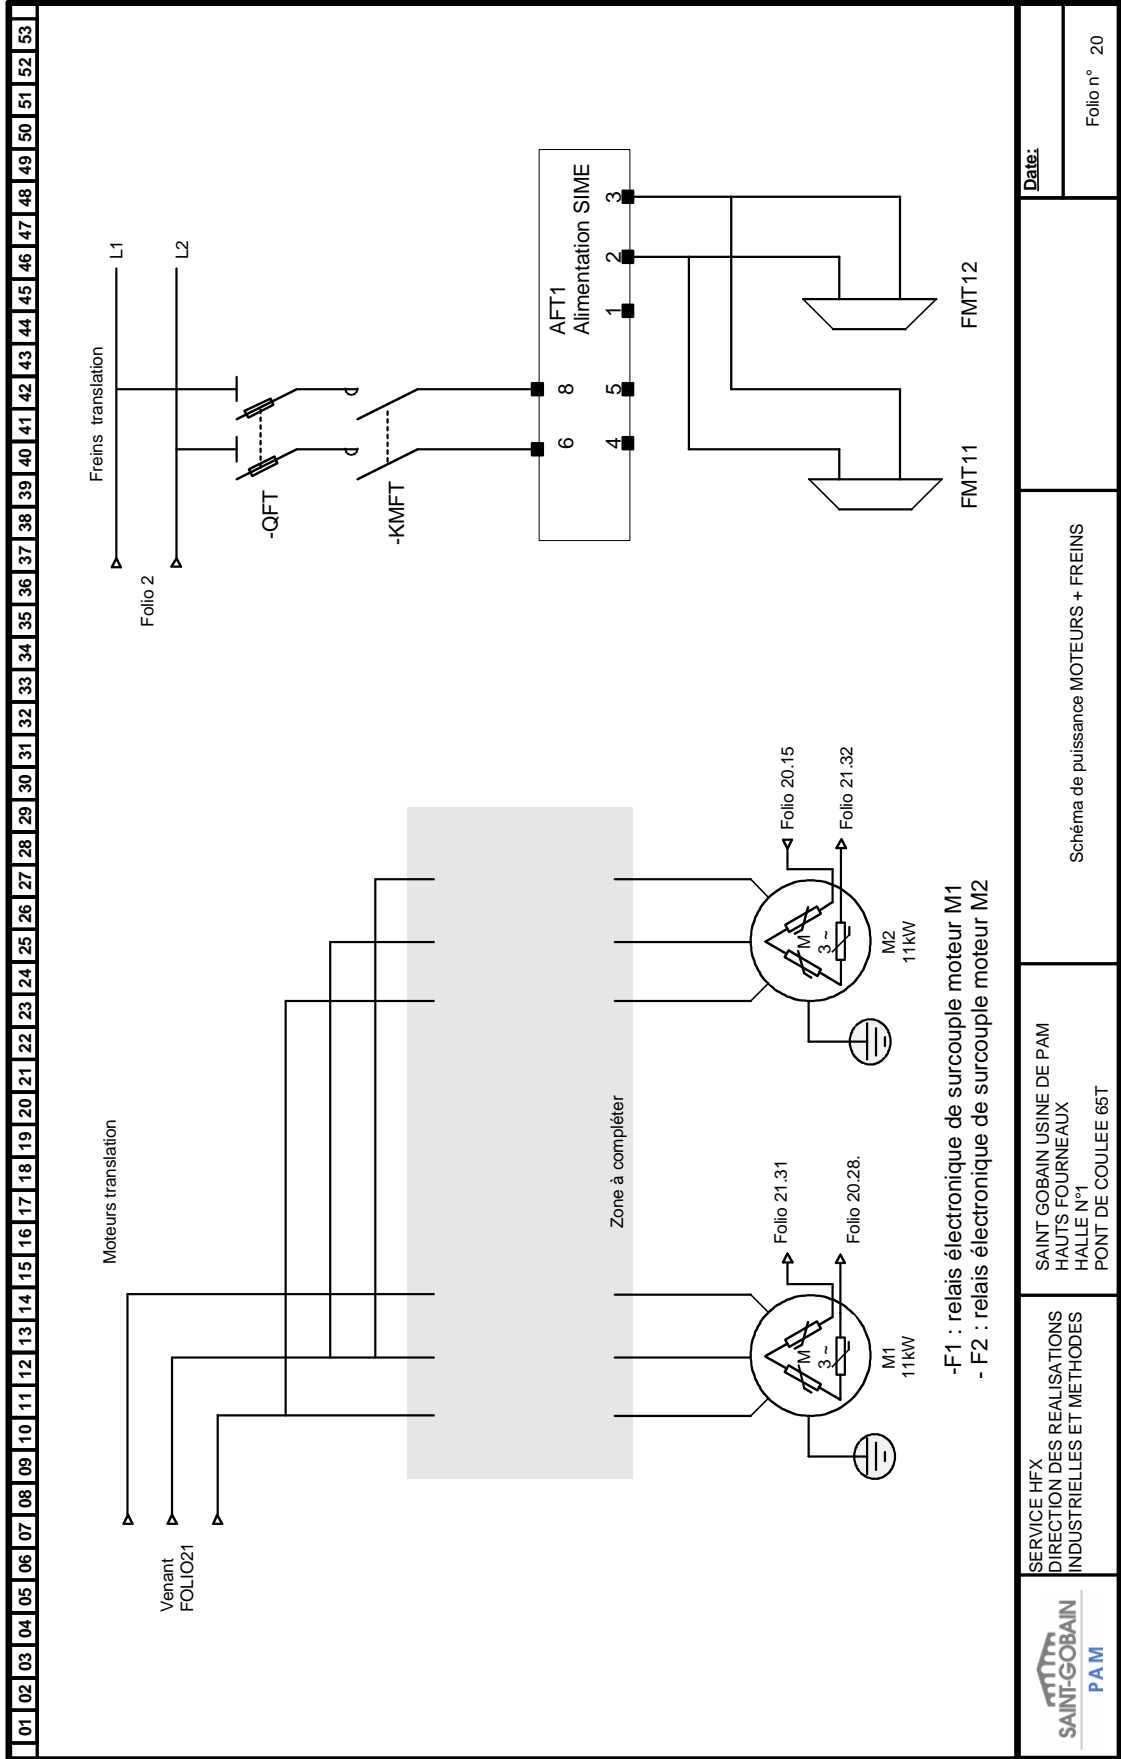 01 02 03 04 05 06 07 08 09 10 11 12 13 14 15 16 17 18 19 20 21 22 23 24 25 26 27 28 29 30 31 32 33 34 35 36 37 38 39 40 41 42 43 44 45 46 47 48 49 50 51 52 53
Moteurs translation
Venant
FOLIO21
Zone à compléter
Folio 21.31
Folio 20.28.
M
3 ~
M1
11kW
Folio 20.15
Folio 21.32
M
3 ~
M2
11kW
-F1 : relais électronique de surcouple moteur M1
- F2 : relais électronique de surcouple moteur M2
Freins translation
L1
L2
Folio 2
-QFT
-KMFT
6 8
AFT1
Alimentation SIME
4 5 1 2 3
FMT11
FMT12
SAINT-GOBAIN
PAM
SERVICE HFX
DIRECTION DES REALISATIONS
INDUSTRIELLES ET METHODES
SAINT GOBAIN USINE DE PAM
HAUTS FOURNEAUX
HALLE N°1
PONT DE COULEE 65T
Schéma de puissance MOTEURS + FREINS
Date:
Folio n° 20